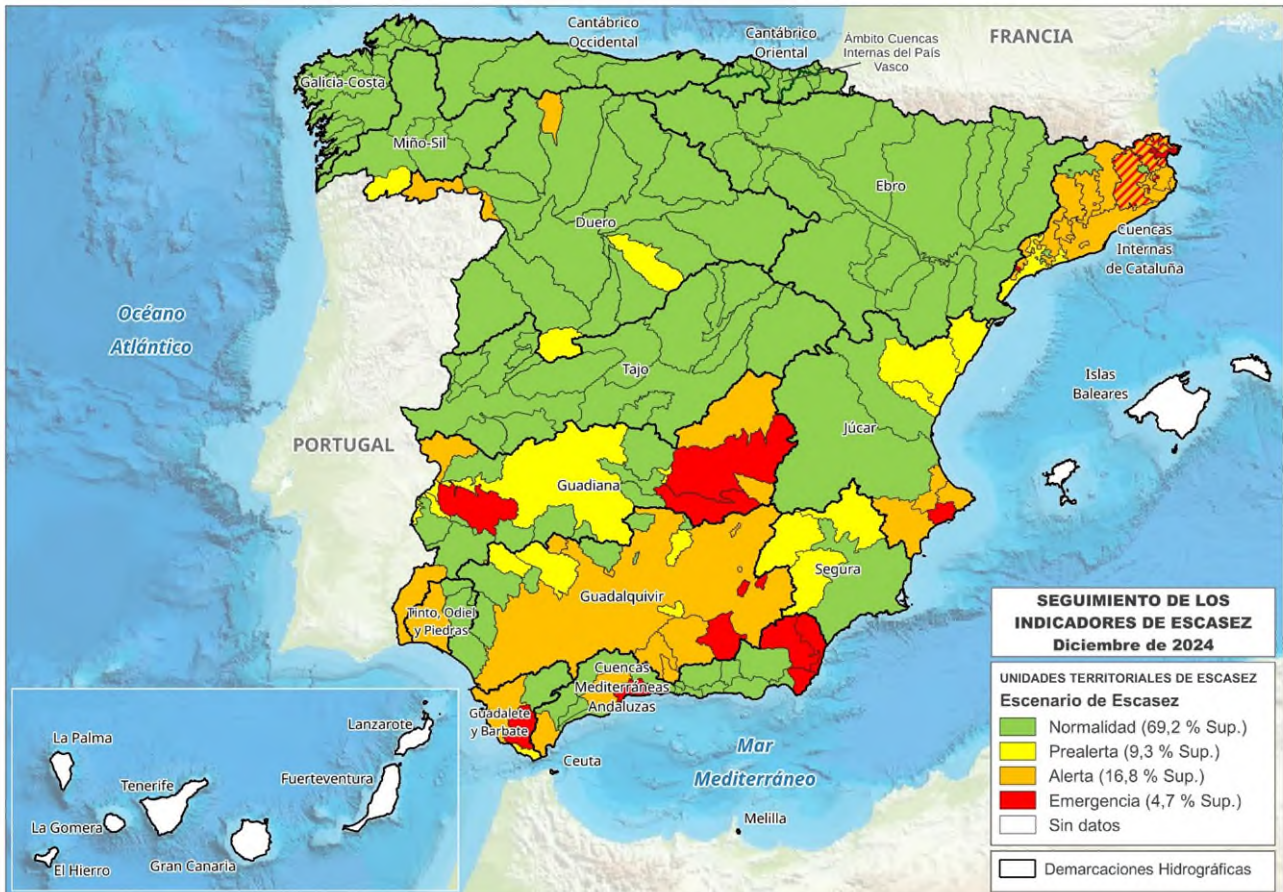 Cantábrico
Occidental
Cantábrico
Oriental
Ámbito Cuencas
Internas del País
Vasco
FRANCIA
Galicia-Costa
Miño-Sil
Ebro
Duero
Cuencas
Internas
de Cataluña
Océano
Atlántico
Tajo
Islas
Baleares
PORTUGAL
Júcar
Guadiana
Segura
Guadalquivir
Tinto, Odiel
y Piedras
Cuencas
Mediterráneas
Andaluzas
Guadalete
y Barbate
Ceuta
Mar
Mediterráneo
Melilla
Lanzarote
La Palma
Fuerteventura
Tenerife
La Gomera
El Hierro
Gran Canarla
SEGUIMIENTO DE LOS
INDICADORES DE ESCASEZ
Diciembre de 2024
UNIDADES TERRITORIALES DE ESCASEZ
Escenario de Escasez
Normalidad (69,2 % Sup.)
Prealerta (9,3 % Sup.)
Alerta (16,8 % Sup.)
Emergencia (4,7 % Sup.)
Sin datos
Demarcaciones Hidrográficas